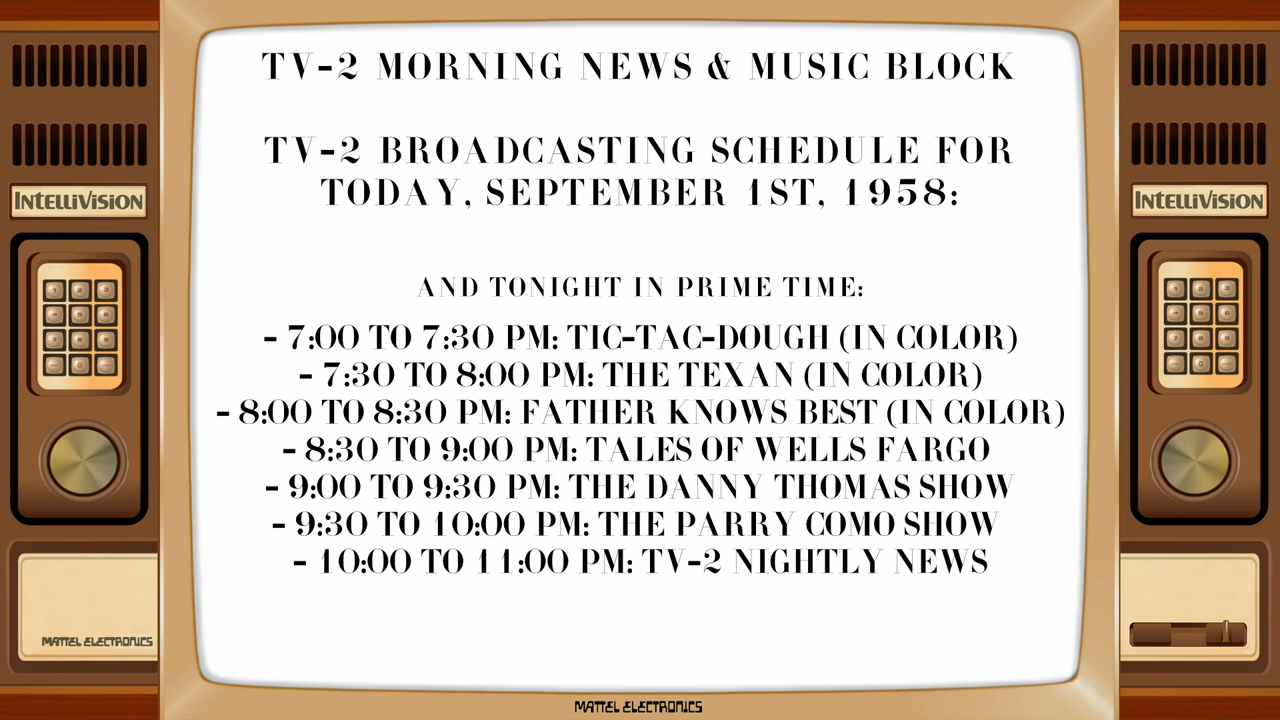 TV-2 MORNING NEWS & MUSIC BLOCK
TV-2 BROADCASTING SCHEDULE FOR
TODAY, SEPTEMBER 1ST, 1958:
AND TONIGHT IN PRIME TIME:
- 7:00 TO 7:30 PM: TIC-TAC-DOUGH (IN COLOR)
- 7:30 TO 8:00 PM: THE TEXAN (IN COLOR)
- 8:00 TO 8:30 PM: FATHER KNOWS BEST (IN COLOR)
- 8:30 TO 9:00 PM: TALES OF WELLS FARGO
- 9:00 TO 9:30 PM: THE DANNY THOMAS SHOW
- 9:30 TO 10:00 PM: THE PARRY COMO SHOW
- 10:00 TO 11:00 PM: TV-2 NIGHTLY NEWS
INTELLIVISION
INTELLIVISION
MATTEL ELECTRONICS
MATTEL ELECTRONICS